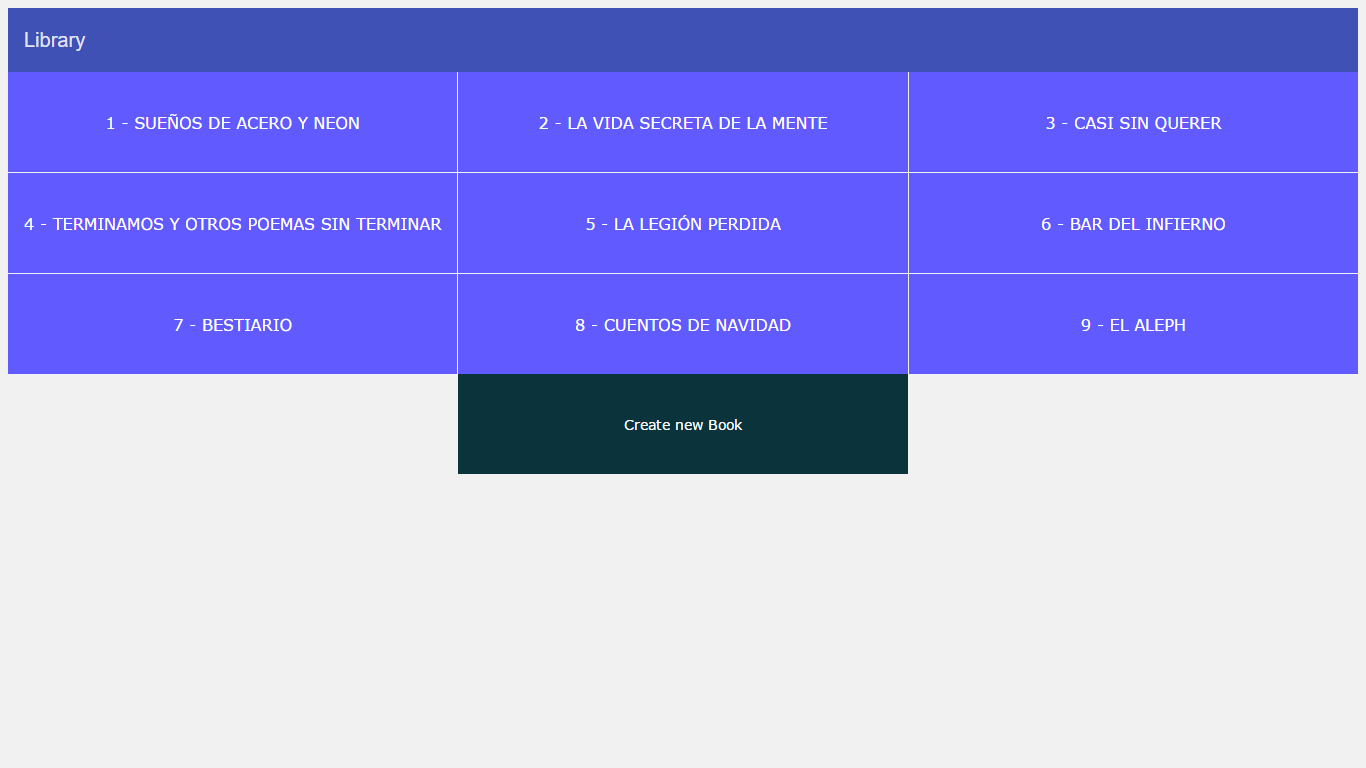 Library
1 - SUEÑOS DE ACERO Y NEON
2 - LA VIDA SECRETA DE LA MENTE
3 - CASI SIN QUERER
4 - TERMINAMOS Y OTROS POEMAS SIN TERMINAR
5 - LA LEGIÓN PERDIDA
6 - BAR DEL INFIERNO
7 - BESTIARIO
8 - CUENTOS DE NAVIDAD
9 - EL ALEPH
Create new Book